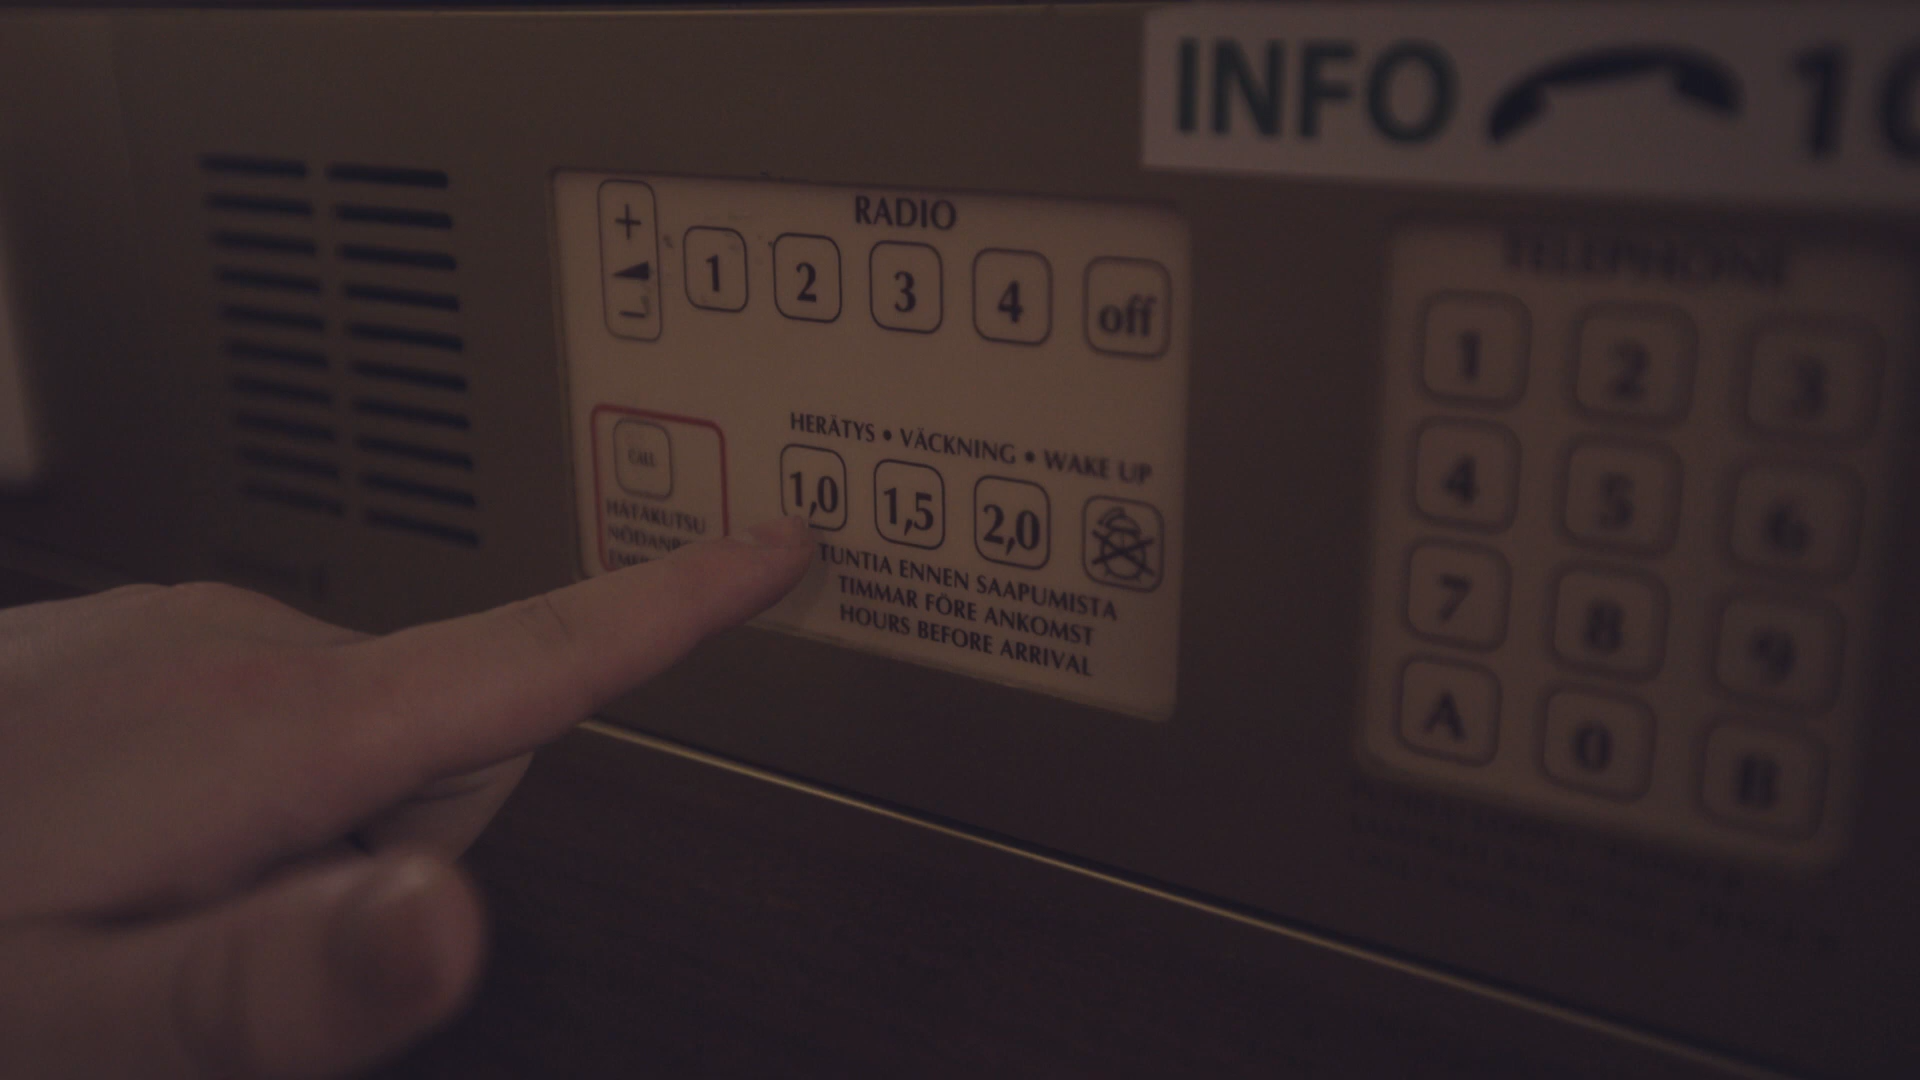 INFO 10
RADIO
+ 1 2 3 4 off
-
TELEPHONE
1 2 3
4 5 6
7 8 9
A 0 B
CALL
HÄTÄKUTSU
HERÄTYS • VÄCKNING • WAKE UP
1,0 1,5 2,0
TUNTIA ENNEN SAAPUMISTA
TIMMAR FÖRE ANKOMST
HOURS BEFORE ARRIVAL